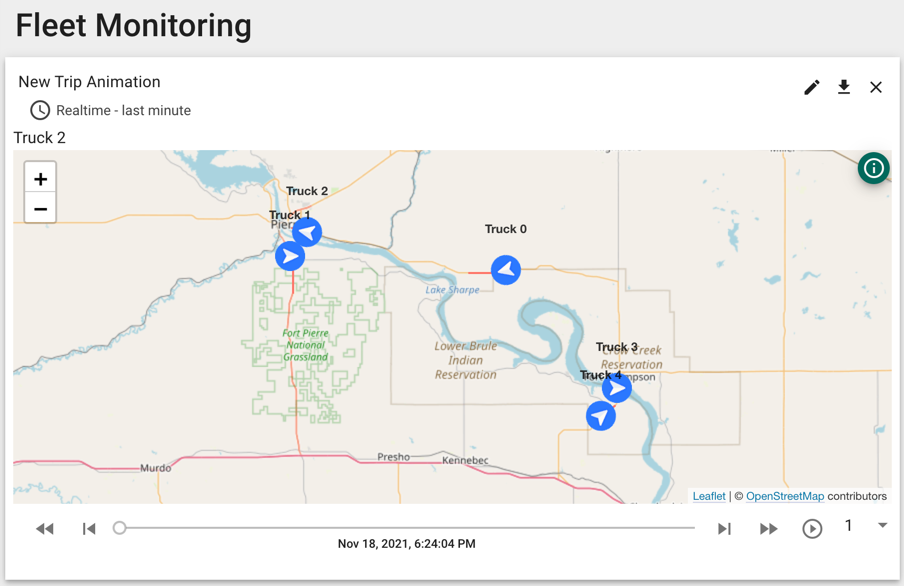 Fleet Monitoring
New Trip Animation
Realtime - last minute
Truck 2
+
−
Truck 2
Truck 1
Truck 0
Lake Sharpe
Fort Pierre
National
Grassland
Lower Brule
Indian
Reservation
Truck 3
Crow Creek
Reservation
Truck 4
Murdo
Presho
Kennebec
Leaflet | © OpenStreetMap contributors
1
Nov 18, 2021, 6:24:04 PM